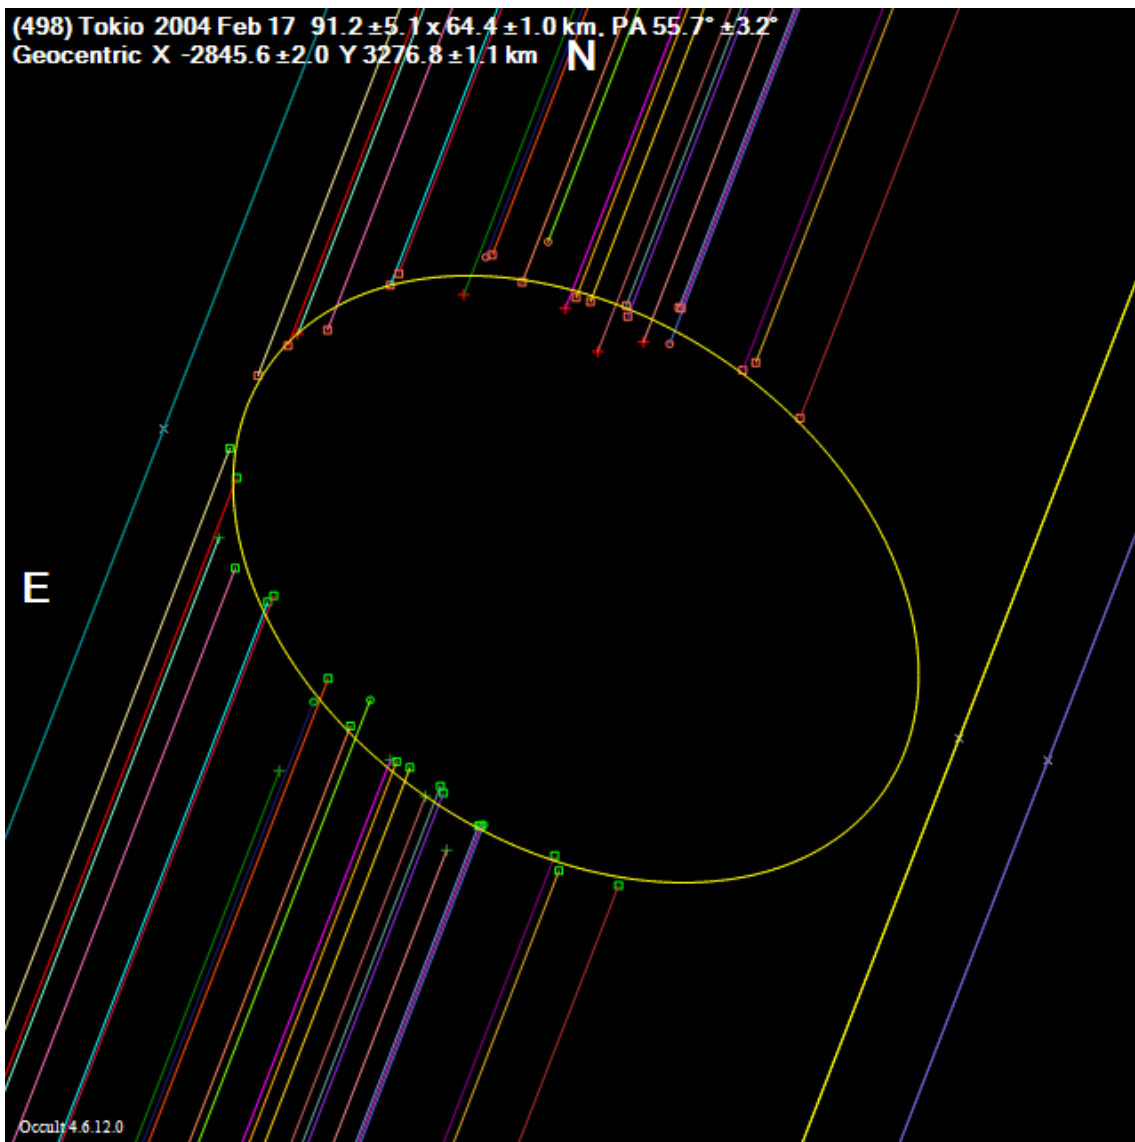 (498) Tokio 2004 Feb 17 91.2 ±5.1 x 64.4 ±1.0 km, PA 55.7° ±3.2°
Geocentric X -2845.6 ±2.0 Y 3276.8 ±1.1 km
N
E
Occult 4.6.12.0